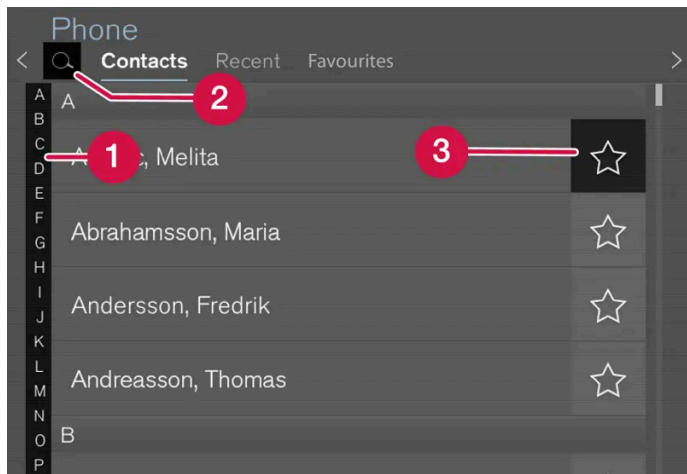 Phone
Contacts Recent Favourites
2
A
B
C
D
E
F
G
H
I
J
K
L
M
N
O
P
A
1
3
Melita
Abrahamsson, Maria
Andersson, Fredrik
Andreasson, Thomas
B